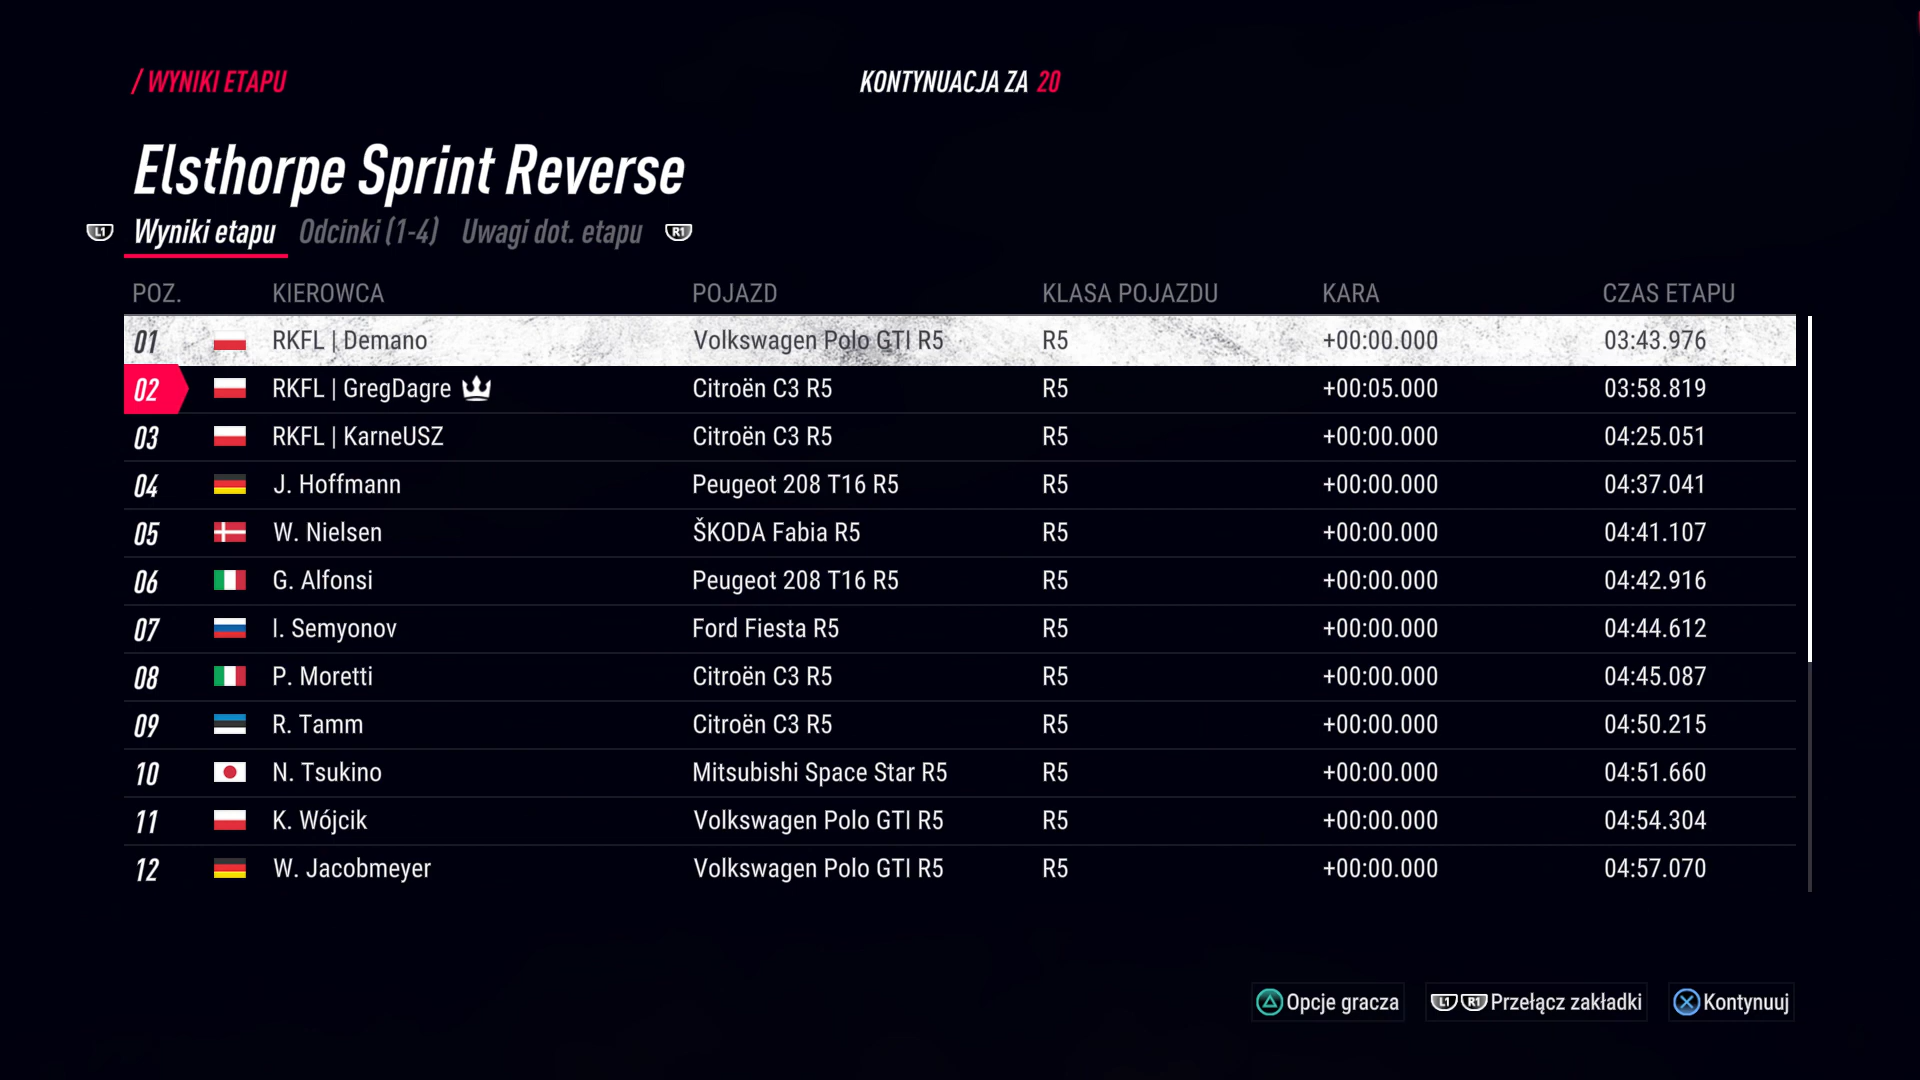 / WYNIKI ETAPU
KONTYNUACJA ZA 20
Elsthorpe Sprint Reverse
L1 Wyniki etapu Odcinki (1-4) Uwagi dot. etapu R1
POZ. KIEROWCA POJAZD KLASA POJAZDU KARA CZAS ETAPU
01 RKFL | Demano Volkswagen Polo GTI R5 R5 +00:00.000 03:43.976
02 RKFL | GregDagre Citroën C3 R5 R5 +00:05.000 03:58.819
03 RKFL | KarneUSZ Citroën C3 R5 R5 +00:00.000 04:25.051
04 J. Hoffmann Peugeot 208 T16 R5 R5 +00:00.000 04:37.041
05 W. Nielsen ŠKODA Fabia R5 R5 +00:00.000 04:41.107
06 G. Alfonsi Peugeot 208 T16 R5 R5 +00:00.000 04:42.916
07 I. Semyonov Ford Fiesta R5 R5 +00:00.000 04:44.612
08 P. Moretti Citroën C3 R5 R5 +00:00.000 04:45.087
09 R. Tamm Citroën C3 R5 R5 +00:00.000 04:50.215
10 N. Tsukino Mitsubishi Space Star R5 R5 +00:00.000 04:51.660
11 K. Wójcik Volkswagen Polo GTI R5 R5 +00:00.000 04:54.304
12 W. Jacobmeyer Volkswagen Polo GTI R5 R5 +00:00.000 04:57.070
Opcje gracza L1 R1 Przełącz zakładki Kontynuuj